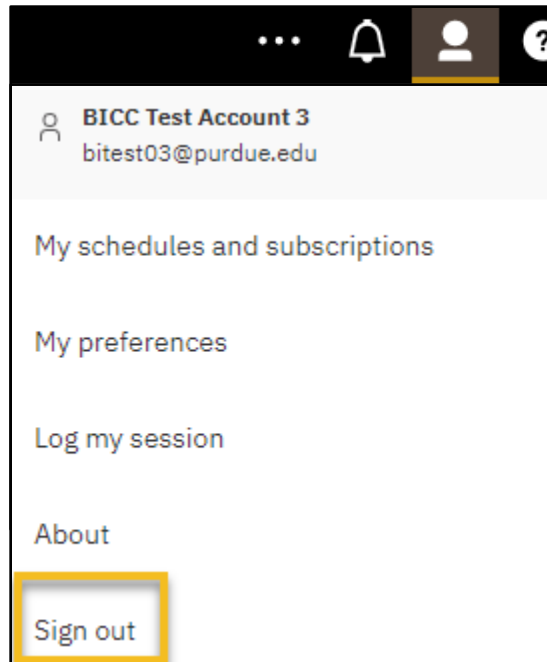 BICC Test Account 3
bitest03@purdue.edu
My schedules and subscriptions
My preferences
Log my session
About
Sign out